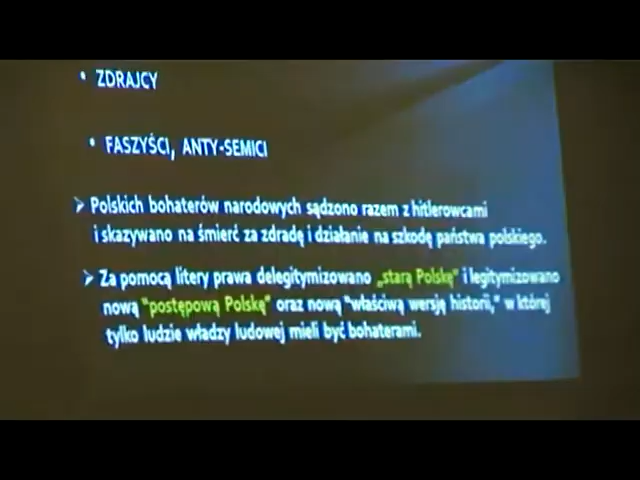 • ZDRAJCY
• FASZYŚCI, ANTY-SEMICI
➢ Polskich bohaterów narodowych sądzono razem z hitlerowcami
i skazywano na śmierć za zdradę i działanie na szkodę państwa polskiego.
➢ Za pomocą litery prawa delegitymizowano „starą Polskę" i legitymizowano
nową "postępową Polskę" oraz nową "właściwą wersję historii," w której
tylko ludzie władzy ludowej mieli być bohaterami.